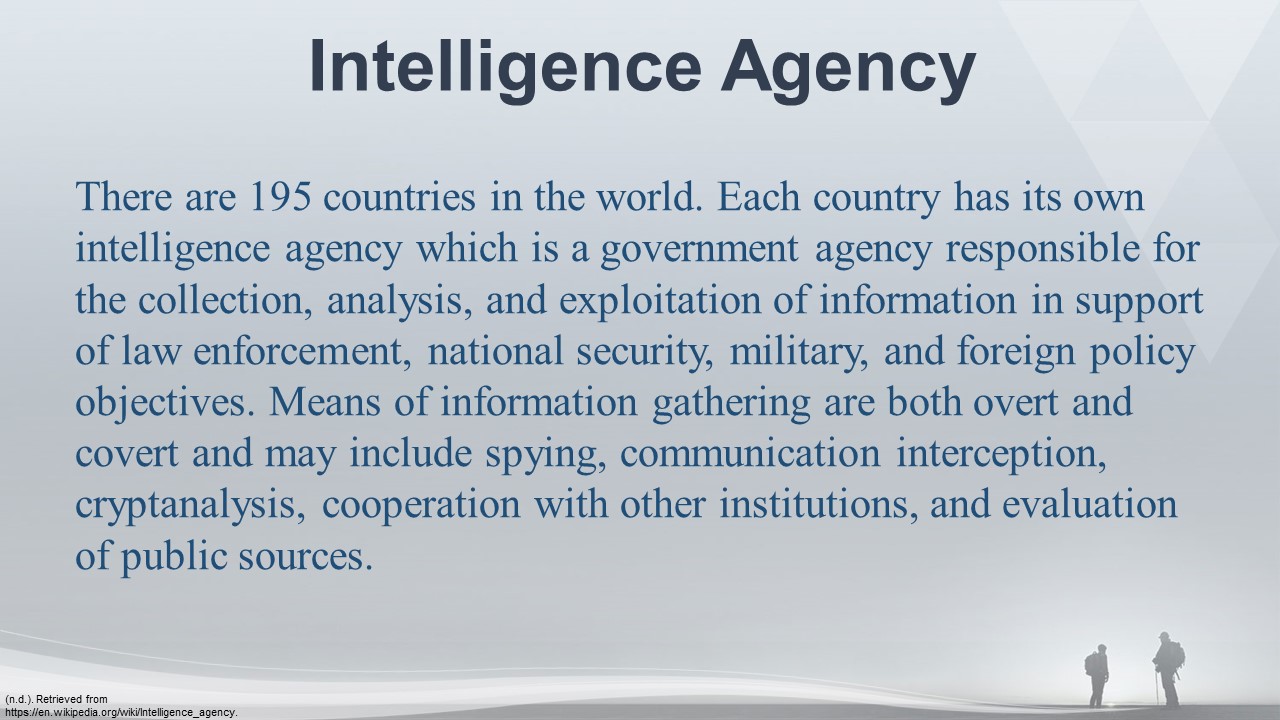 Intelligence Agency
There are 195 countries in the world. Each country has its own
intelligence agency which is a government agency responsible for
the collection, analysis, and exploitation of information in support
of law enforcement, national security, military, and foreign policy
objectives. Means of information gathering are both overt and
covert and may include spying, communication interception,
cryptanalysis, cooperation with other institutions, and evaluation
of public sources.
(n.d.). Retrieved from
https://en.wikipedia.org/wiki/Intelligence_agency.